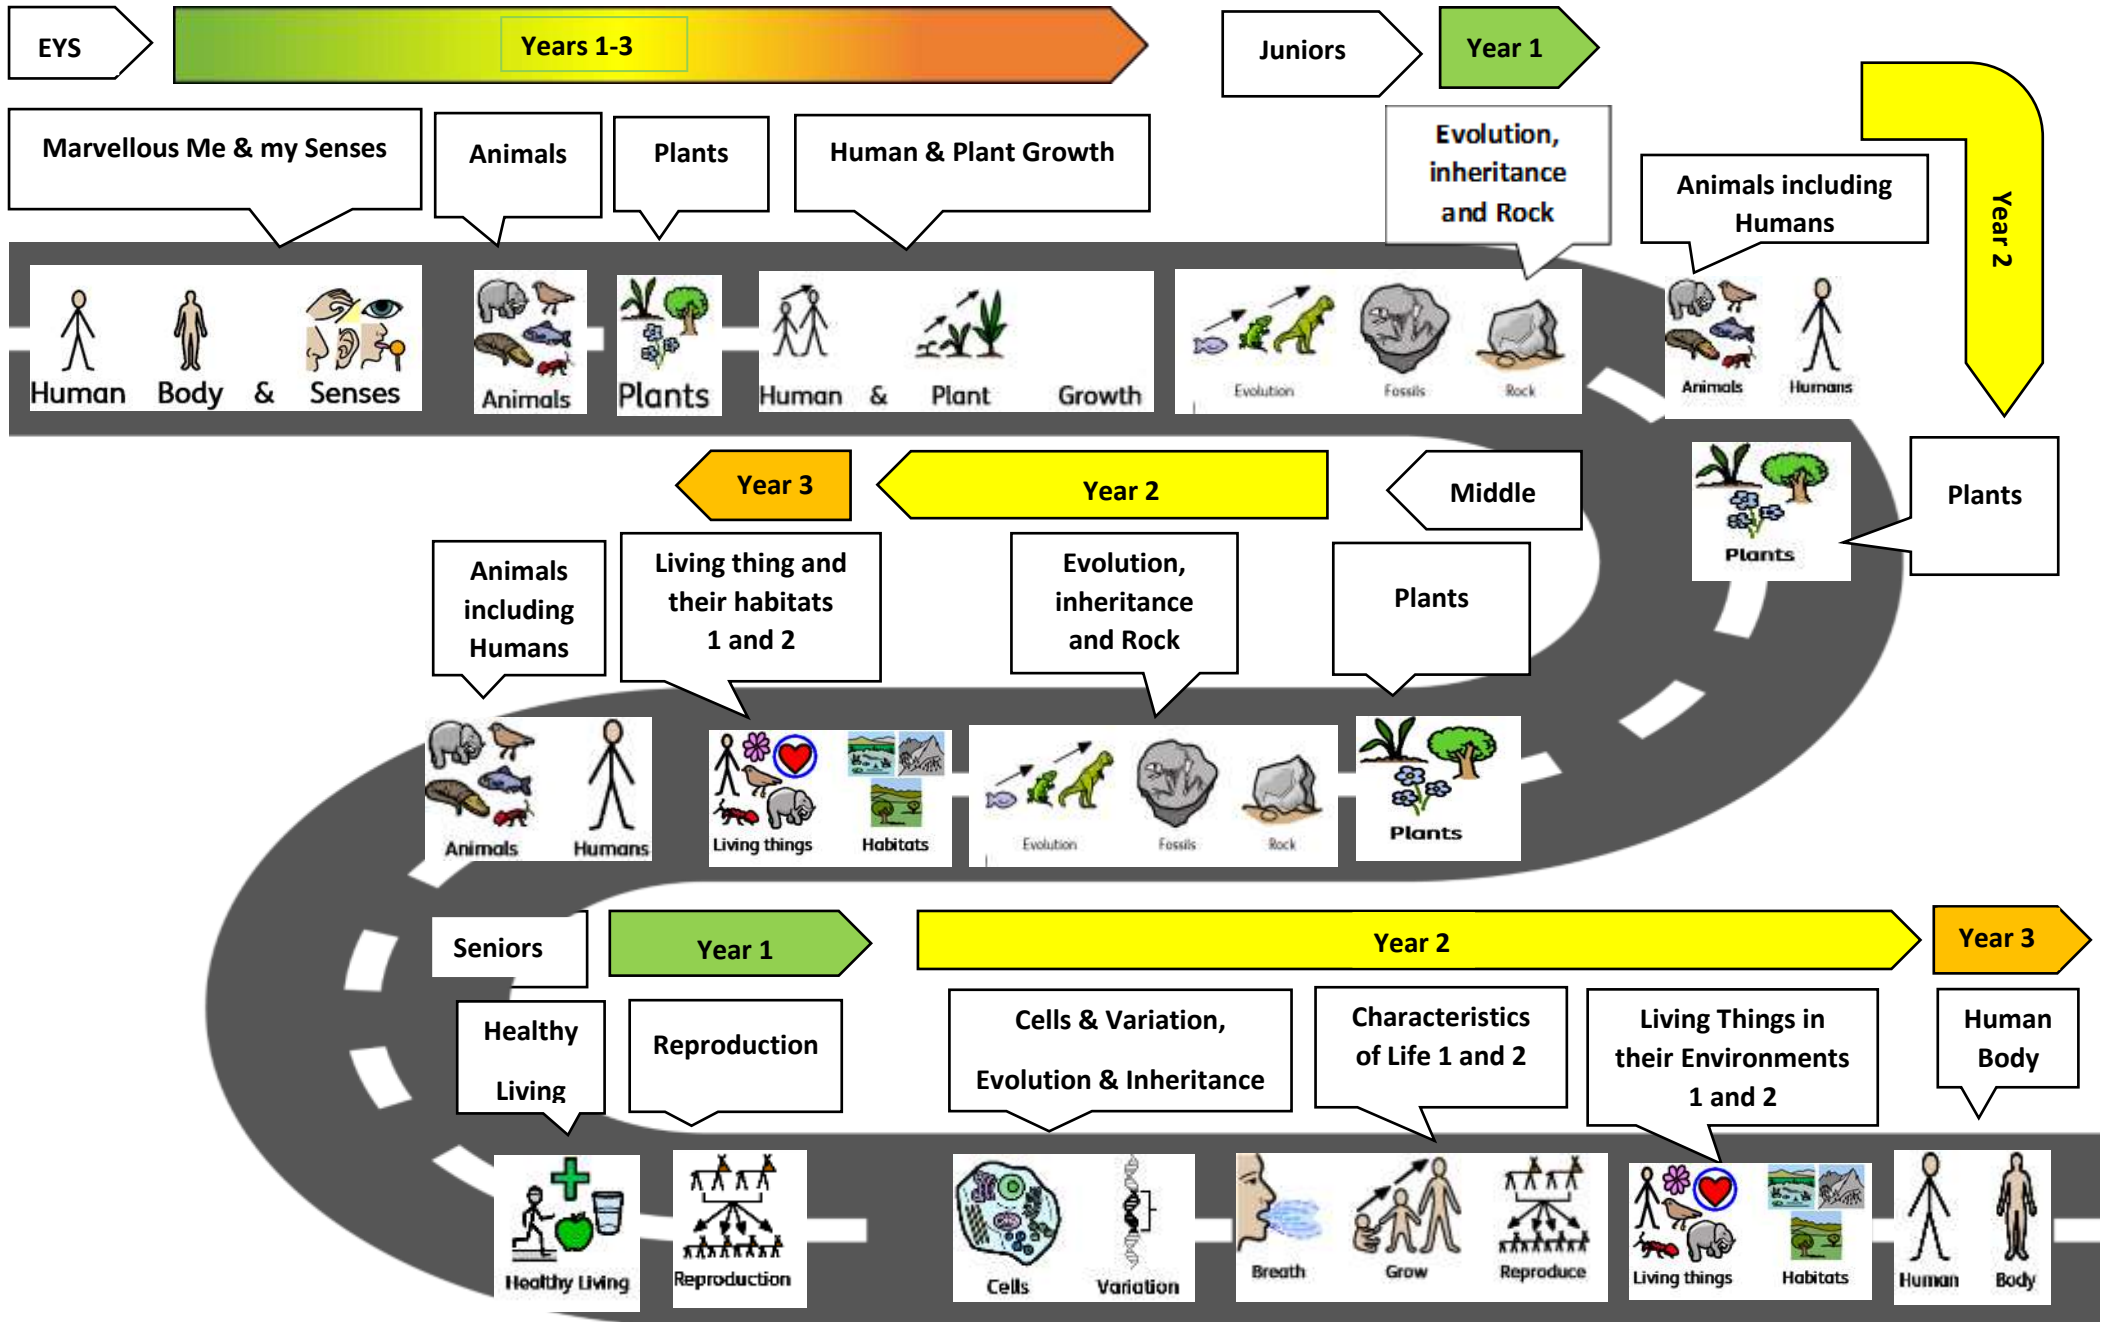 EYS
Years 1-3
Juniors
Year 1
Year 2
Marvellous Me & my Senses
Animals
Plants
Human & Plant Growth
Evolution,
inheritance
and Rock
Animals including
Humans
Human Body & Senses
Animals
Plants
Human & Plant Growth
Evolution
Fossils
Rock
Animals
Humans
Plants
Plants
Middle
Year 2
Year 3
Plants
Evolution,
inheritance
and Rock
Living thing and
their habitats
1 and 2
Animals
including
Humans
Plants
Evolution
Fossils
Rock
Living things
Habitats
Animals
Humans
Seniors
Year 1
Year 2
Year 3
Healthy
Living
Reproduction
Cells & Variation,
Evolution & Inheritance
Characteristics
of Life 1 and 2
Living Things in
their Environments
1 and 2
Human
Body
Healthy Living
Reproduction
Cells
Variation
Breath
Grow
Reproduce
Living things
Habitats
Human
Body